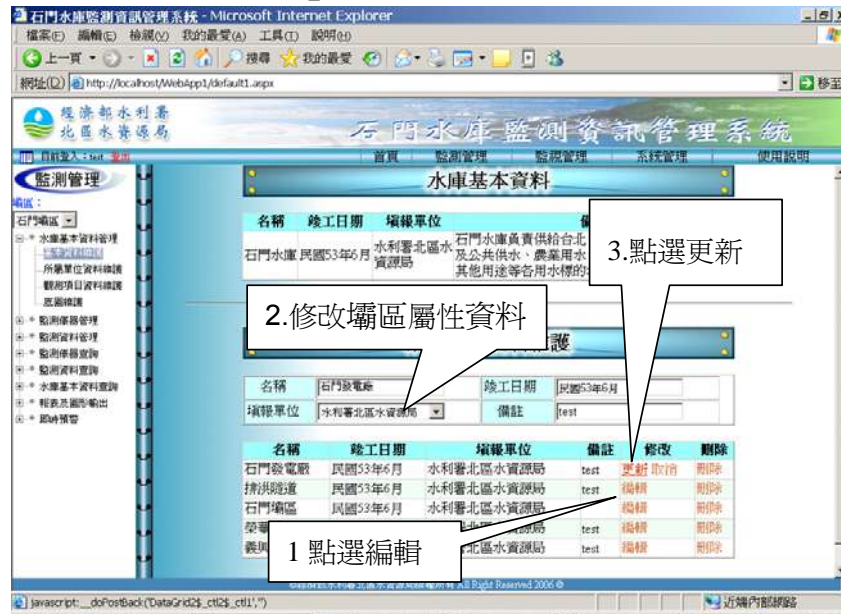 石門水庫監測資訊管理系統 - Microsoft Internet Explorer
檔案(F) 編輯(E) 檢視(V) 我的最愛(A) 工具(T) 說明(H)
上一頁 搜尋 我的最愛
網址(D) http://localhost/WebApp1/default1.aspx 移至
經濟部水利署
北區水資源局
石門水庫監測資訊管理系統
目前登入：test 登出
首頁 監測管理 監視管理 系統管理 使用說明
監測管理
壩區：
石門壩區
水庫基本資料管理
所屬單位資料維護
觀測項目資料維護
底圖維護
監測儀器管理
監測資料管理
監測儀器查詢
監測資料查詢
水庫基本資料查詢
報表及圖形輸出
即時預警
水庫基本資料
名稱 竣工日期 填報單位
石門水庫 民國53年6月 水利署北區水資源局
石門水庫負責供給台北
及公共供水、農業用水
其他用途等各用水標的
3.點選更新
2.修改壩區屬性資料
護
名稱 石門發電廠 竣工日期 民國53年6月
填報單位 水利署北區水資源局 備註 test
名稱 竣工日期 填報單位 備註 修改 刪除
石門發電廠 民國53年6月 水利署北區水資源局 test 更新 取消 刪除
排洪隧道 民國53年6月 水利署北區水資源局 test 編輯 刪除
石門壩區 民國53年6月 水利署北區水資源局 test 編輯 刪除
署北區水資源局 test 編輯 刪除
署北區水資源局 test 編輯 刪除
1 點選編輯
All Right Reserved 2006 ©
javascript:__doPostBack('DataGrid2$_ctl2$_ctl1','') 近端內部網路